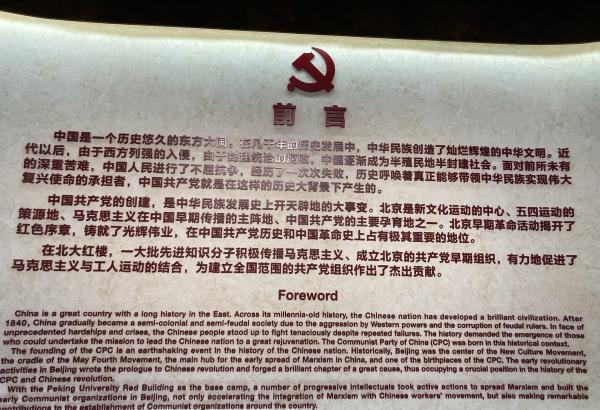 前 言
中国是一个历史悠久的东方大国。在几千年的历史发展中，中华民族创造了灿烂辉煌的中华文明。近
代以后，由于西方列强的入侵，由于封建统治的腐败，中国逐渐成为半殖民地半封建社会。面对前所未有
的深重苦难，中国人民进行了不屈抗争，经历了一次次失败，历史呼唤着真正能够带领中华民族实现伟大
复兴使命的承担者，中国共产党就是在这样的历史大背景下产生的。
中国共产党的创建，是中华民族发展史上开天辟地的大事变。北京是新文化运动的中心、五四运动的
策源地、马克思主义在中国早期传播的主阵地、中国共产党的主要孕育地之一。北京早期革命活动揭开了
红色序章，铸就了光辉伟业，在中国共产党历史和中国革命史上占有极其重要的地位。
在北大红楼，一大批先进知识分子积极传播马克思主义、成立北京的共产党早期组织，有力地促进了
马克思主义与工人运动的结合，为建立全国范围的共产党组织作出了杰出贡献。
Foreword
China is a great country with a long history in the East. Across its millennia-old history, the Chinese nation has developed a brilliant civilization. After
1840, China gradually became a semi-colonial and semi-feudal society due to the aggression by Western powers and the corruption of feudal rulers. In face of
unprecedented hardships and crises, the Chinese people stood up to fight tenaciously despite repeated failures. The history demanded the emergence of those
who could undertake the mission to lead the Chinese nation to a great rejuvenation. The Communist Party of China (CPC) was born in this historical context.
The founding of the CPC is an earthshaking event in the history of the Chinese nation. Historically, Beijing was the center of the New Culture Movement,
the cradle of the May Fourth Movement, the main hub for the early spread of Marxism in China, and one of the birthplaces of the CPC. The early revolutionary
activities in Beijing wrote the prologue to Chinese revolution and forged a brilliant chapter of a great cause, thus occupying a crucial position in the history of the
CPC and Chinese revolution.
With the Peking University Red Building as the base camp, a number of progressive intellectuals took active actions to spread Marxism and built the
early Communist organizations in Beijing, not only accelerating the integration of Marxism with Chinese workers' movement, but also making remarkable
contributions to the establishment of Communist organizations around the country.